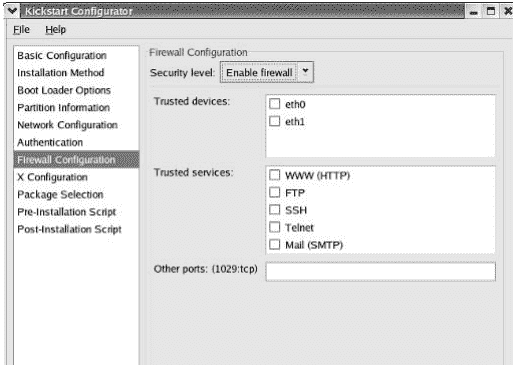 Kickstart Configurator
File Help
Basic Configuration
Installation Method
Boot Loader Options
Partition Information
Network Configuration
Authentication
Firewall Configuration
X Configuration
Package Selection
Pre-Installation Script
Post-Installation Script
Firewall Configuration
Security level: Enable firewall
Trusted devices:
eth0
eth1
Trusted services:
WWW (HTTP)
FTP
SSH
Telnet
Mail (SMTP)
Other ports: (1029:tcp)